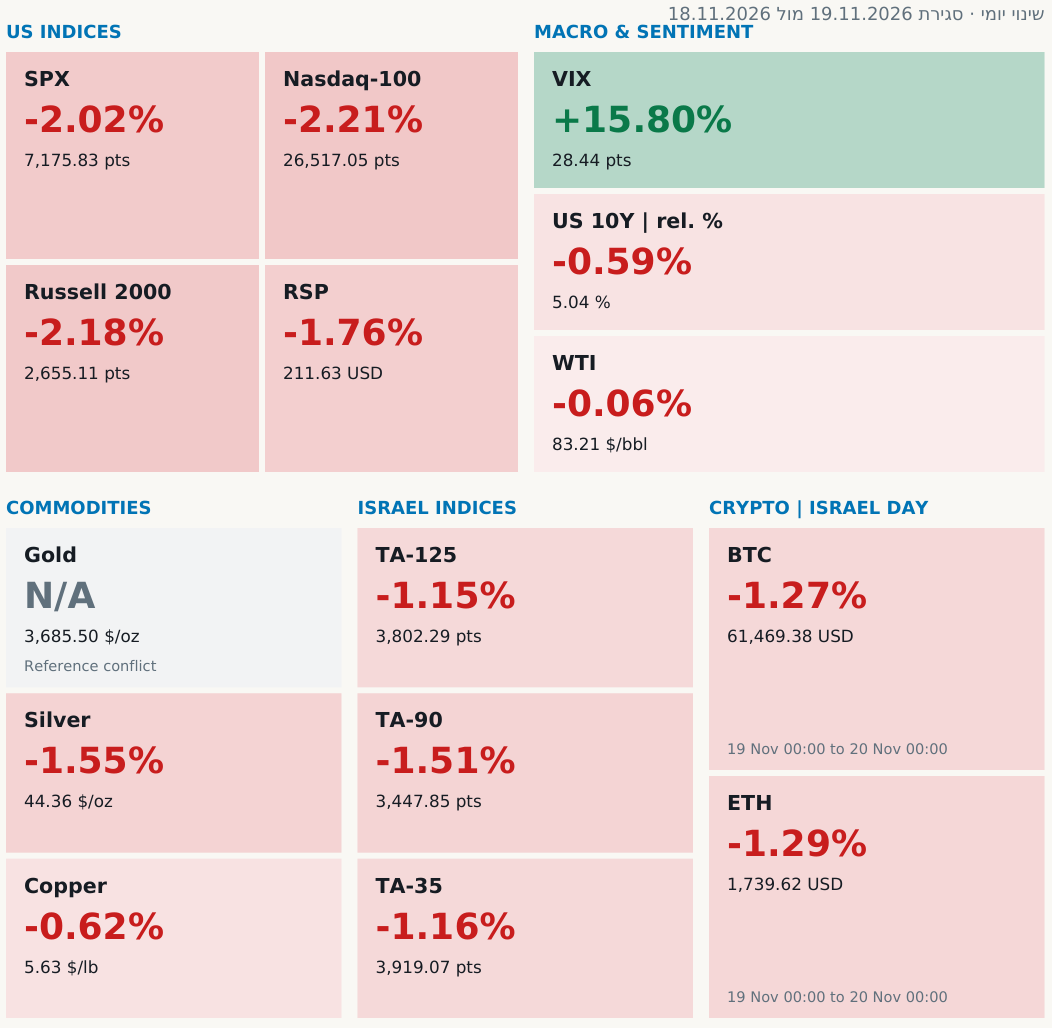 שינוי יומי · סגירת 19.11.2026 מול 18.11.2026
US INDICES
SPX
-2.02%
7,175.83 pts
Nasdaq-100
-2.21%
26,517.05 pts
Russell 2000
-2.18%
2,655.11 pts
RSP
-1.76%
211.63 USD
MACRO & SENTIMENT
VIX
+15.80%
28.44 pts
US 10Y | rel. %
-0.59%
5.04 %
WTI
-0.06%
83.21 $/bbl
COMMODITIES
Gold
N/A
3,685.50 $/oz
Reference conflict
Silver
-1.55%
44.36 $/oz
Copper
-0.62%
5.63 $/lb
ISRAEL INDICES
TA-125
-1.15%
3,802.29 pts
TA-90
-1.51%
3,447.85 pts
TA-35
-1.16%
3,919.07 pts
CRYPTO | ISRAEL DAY
BTC
-1.27%
61,469.38 USD
19 Nov 00:00 to 20 Nov 00:00
ETH
-1.29%
1,739.62 USD
19 Nov 00:00 to 20 Nov 00:00